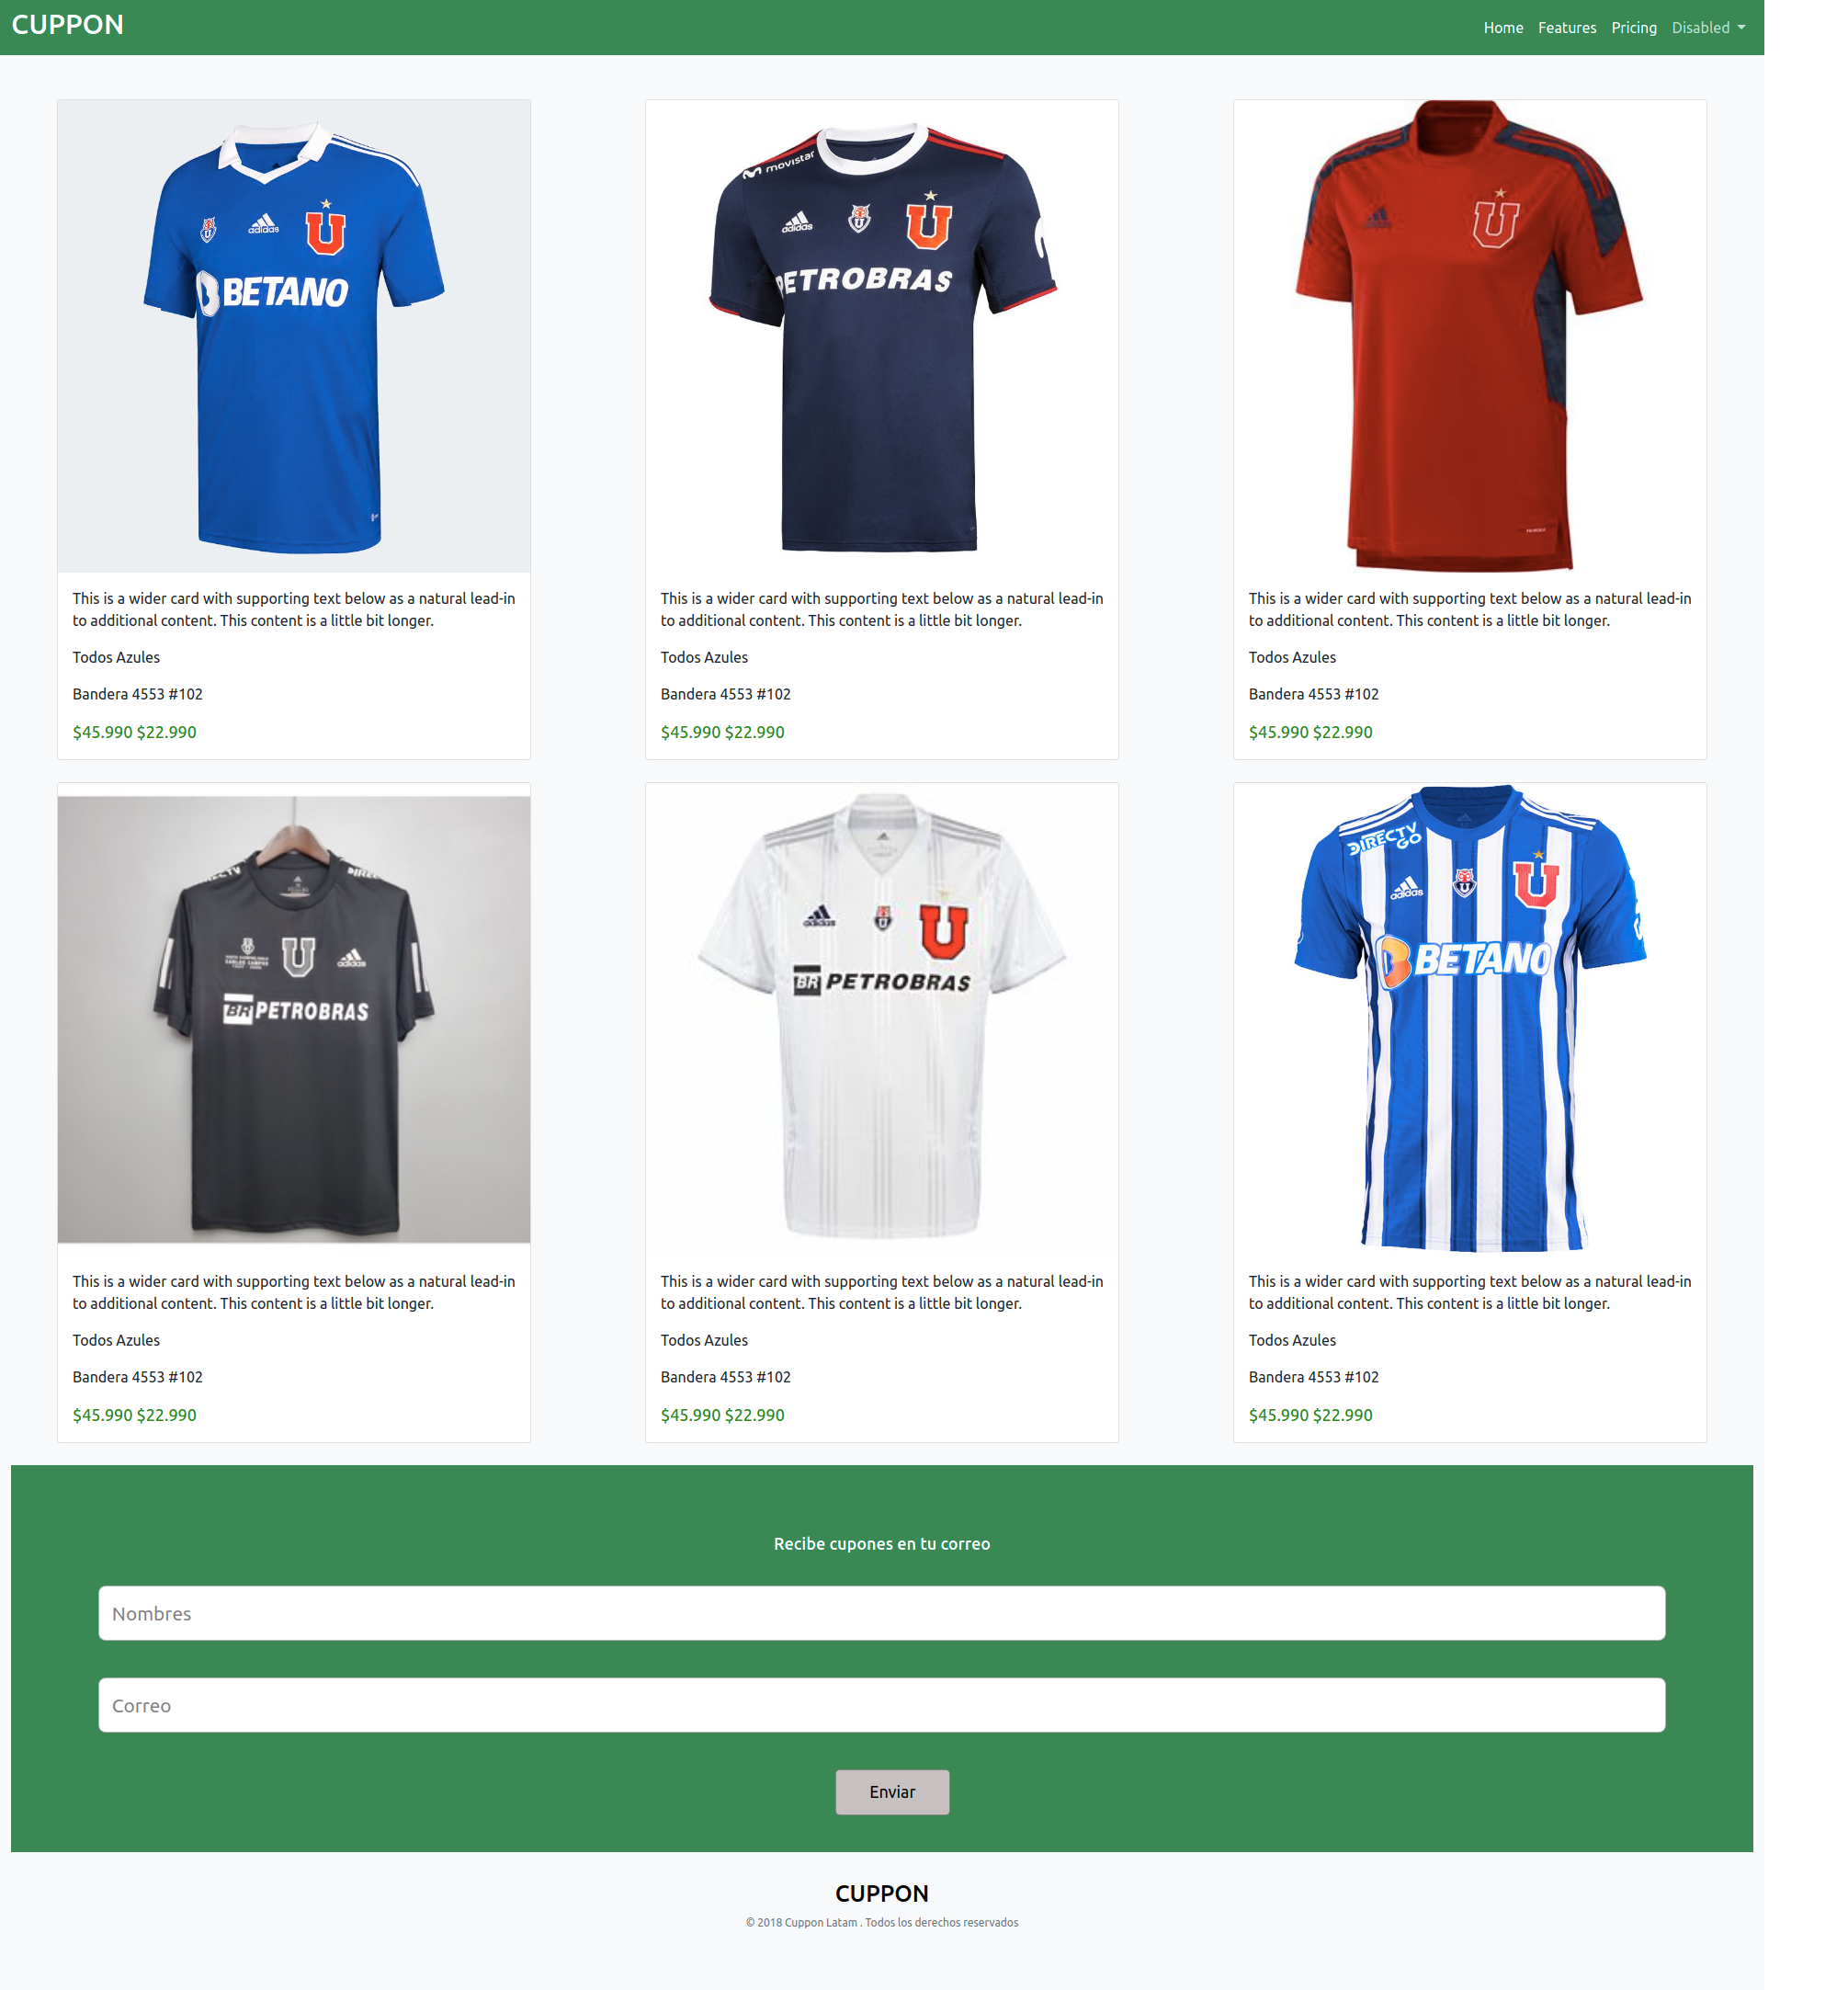 CUPPON
Home Features Pricing Disabled
adidas
U
BETANO
movistar
adidas
U
PETROBRAS
U
This is a wider card with supporting text below as a natural lead-in
to additional content. This content is a little bit longer.
Todos Azules
Bandera 4553 #102
$45.990 $22.990
This is a wider card with supporting text below as a natural lead-in
to additional content. This content is a little bit longer.
Todos Azules
Bandera 4553 #102
$45.990 $22.990
This is a wider card with supporting text below as a natural lead-in
to additional content. This content is a little bit longer.
Todos Azules
Bandera 4553 #102
$45.990 $22.990
U
adidas
BR PETROBRAS
adidas
U
BR PETROBRAS
DIRECTV
GO
adidas
U
BETANO
This is a wider card with supporting text below as a natural lead-in
to additional content. This content is a little bit longer.
Todos Azules
Bandera 4553 #102
$45.990 $22.990
This is a wider card with supporting text below as a natural lead-in
to additional content. This content is a little bit longer.
Todos Azules
Bandera 4553 #102
$45.990 $22.990
This is a wider card with supporting text below as a natural lead-in
to additional content. This content is a little bit longer.
Todos Azules
Bandera 4553 #102
$45.990 $22.990
Recibe cupones en tu correo
Nombres
Correo
Enviar
CUPPON
© 2018 Cuppon Latam . Todos los derechos reservados